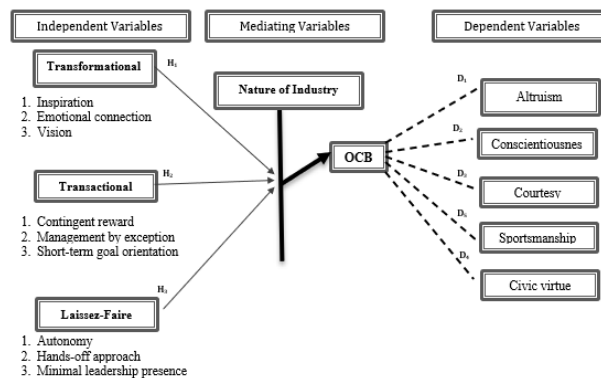 Independent Variables
Mediating Variables
Dependent Variables
Transformational
H₁
1. Inspiration
2. Emotional connection
3. Vision
Nature of Industry
Transactional
H₂
1. Contingent reward
2. Management by exception
3. Short-term goal orientation
Laissez-Faire
H₃
1. Autonomy
2. Hands-off approach
3. Minimal leadership presence
OCB
D₁
Altruism
D₂
Conscientiousnes
D₃
Courtesy
Sportsmanship
Civic virtue